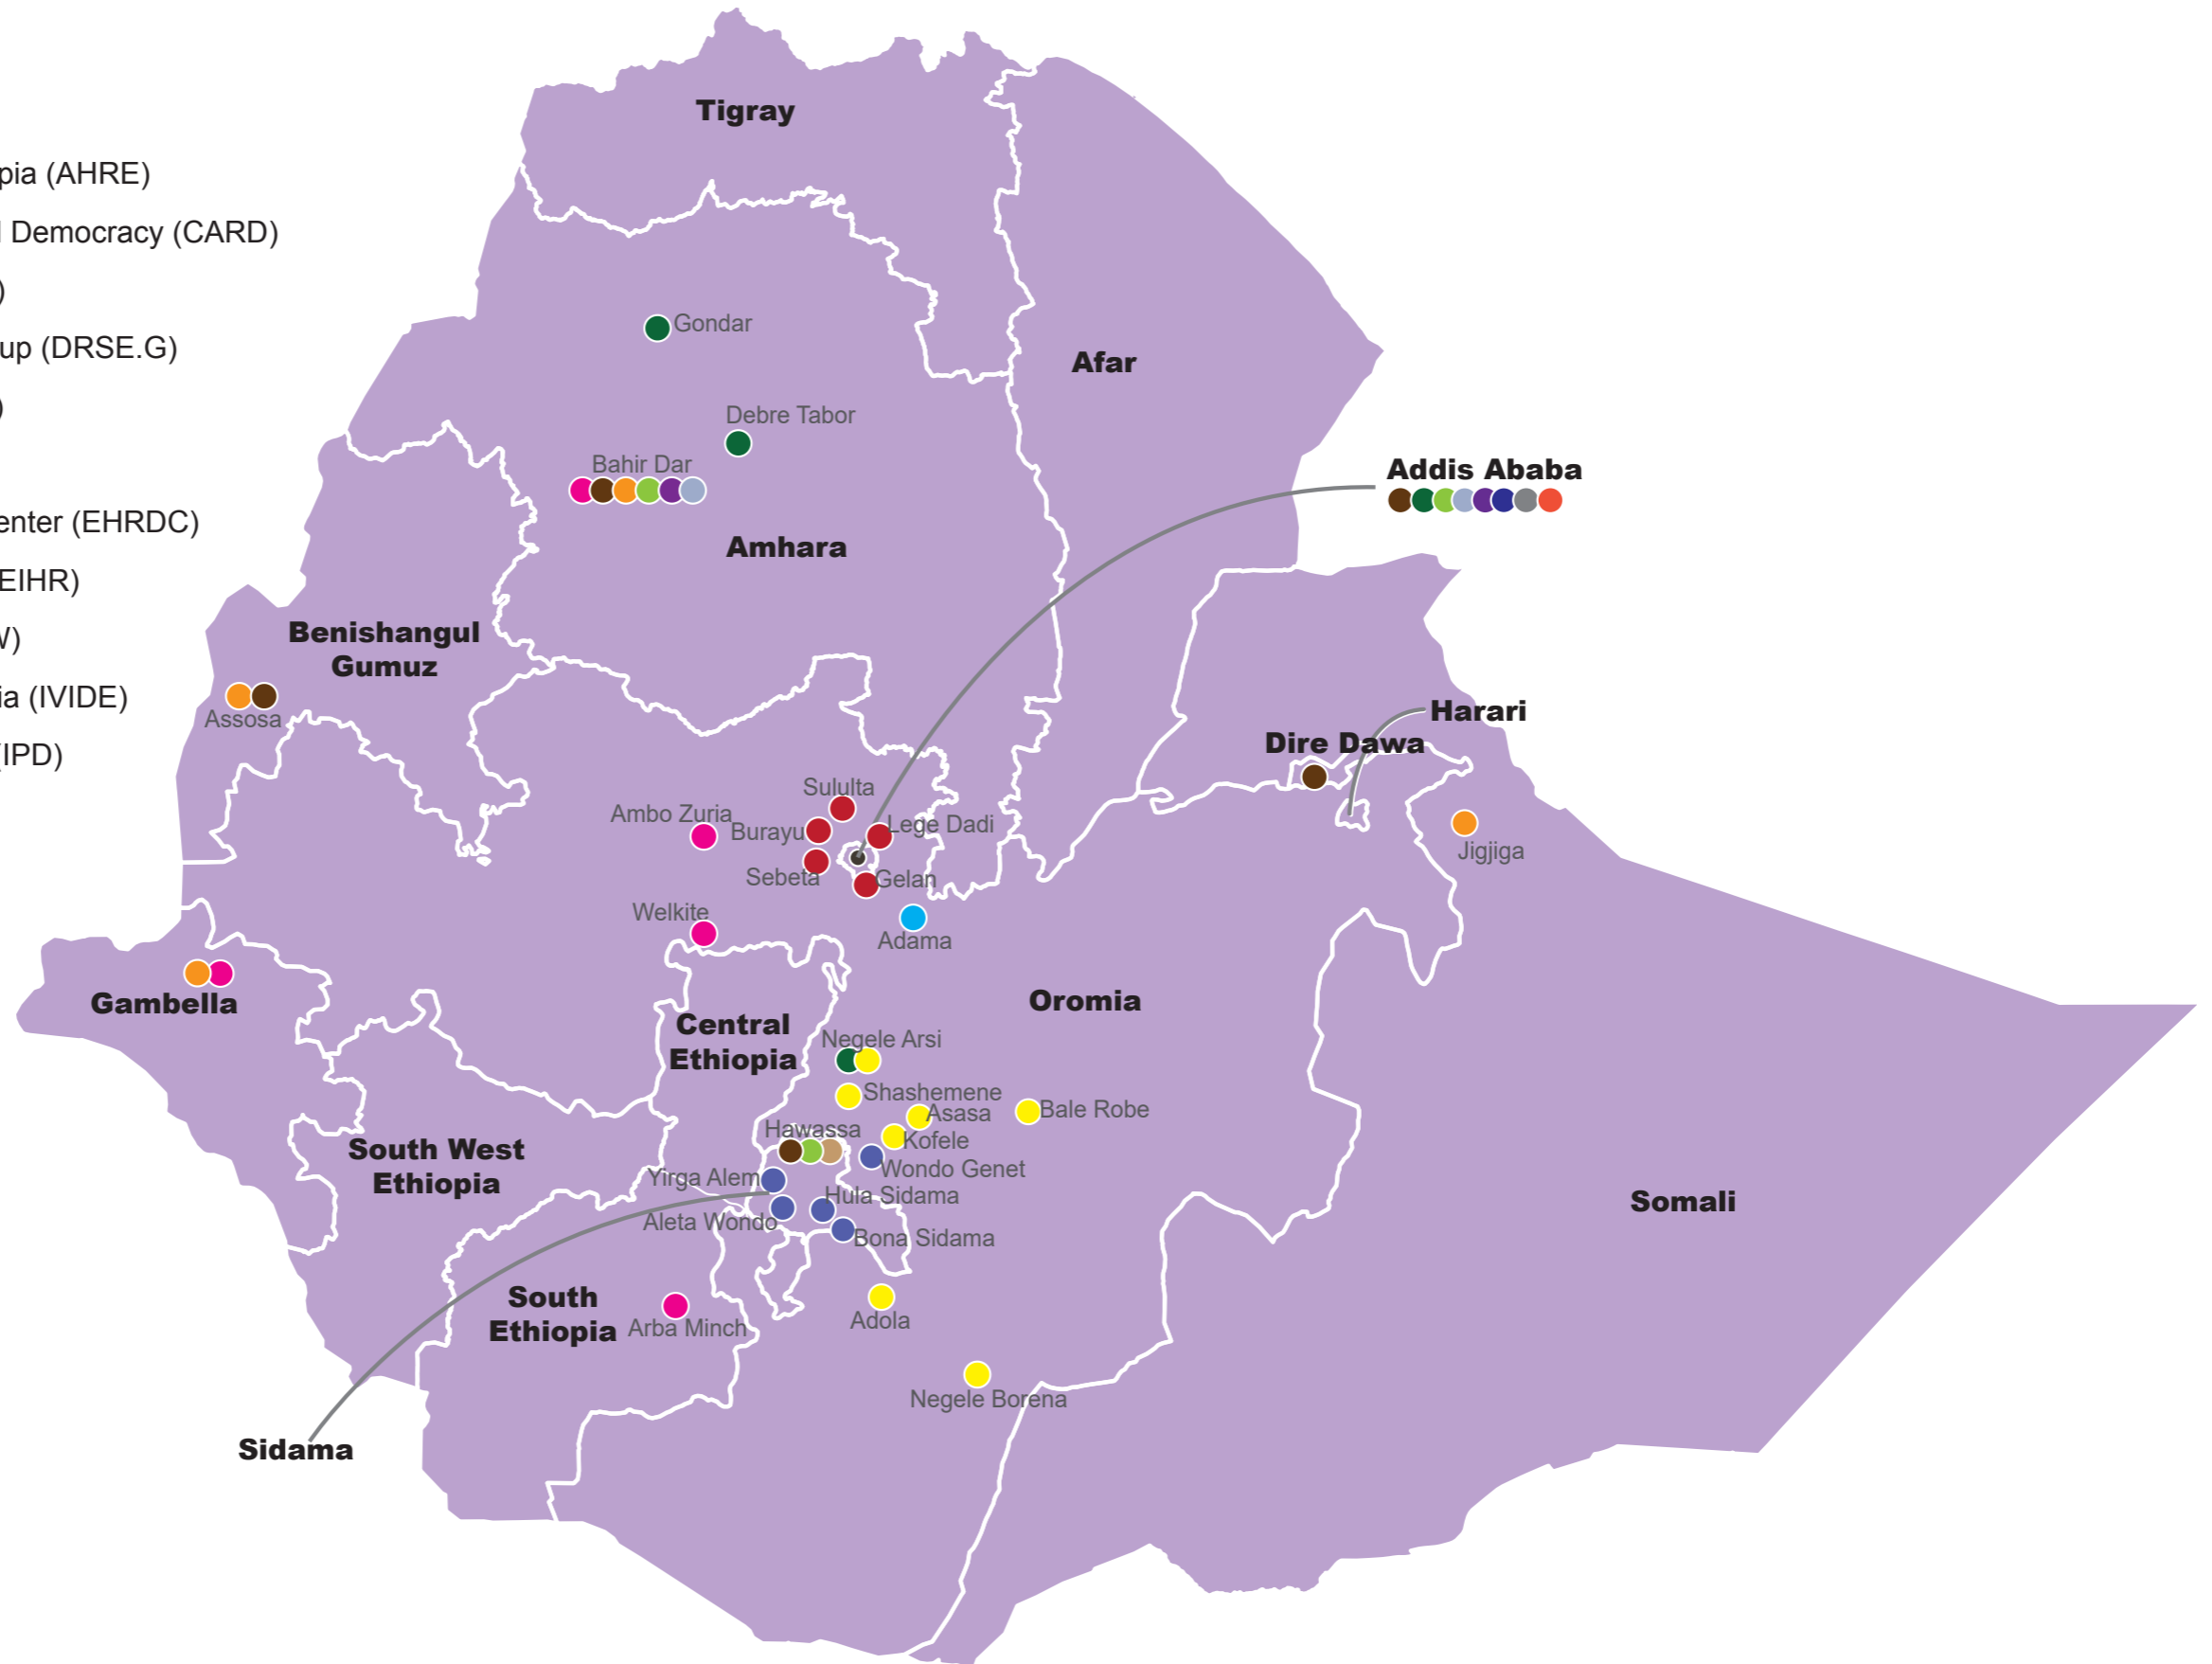 pia (AHRE)
Democracy (CARD)
)
up (DRSE.G)
)
enter (EHRDC)
EIHR)
)
ia (IVIDE)
(IPD)
Tigray
Gondar
Afar
Debre Tabor
Bahir Dar
Addis Ababa
Amhara
Benishangul
Gumuz
Assosa
Harari
Dire Dawa
Sululta
Ambo Zuria
Burayu
Lege Dadi
Jigjiga
Sebeta
Gelan
Welkite
Adama
Gambella
Oromia
Central
Ethiopia
Negele Arsi
Shashemene
Asasa
Bale Robe
Hawassa
Kofele
South West
Ethiopia
Wondo Genet
Yirga Alem
Hula Sidama
Somali
Aleta Wondo
Bona Sidama
South
Ethiopia
Arba Minch
Adola
Negele Borena
Sidama